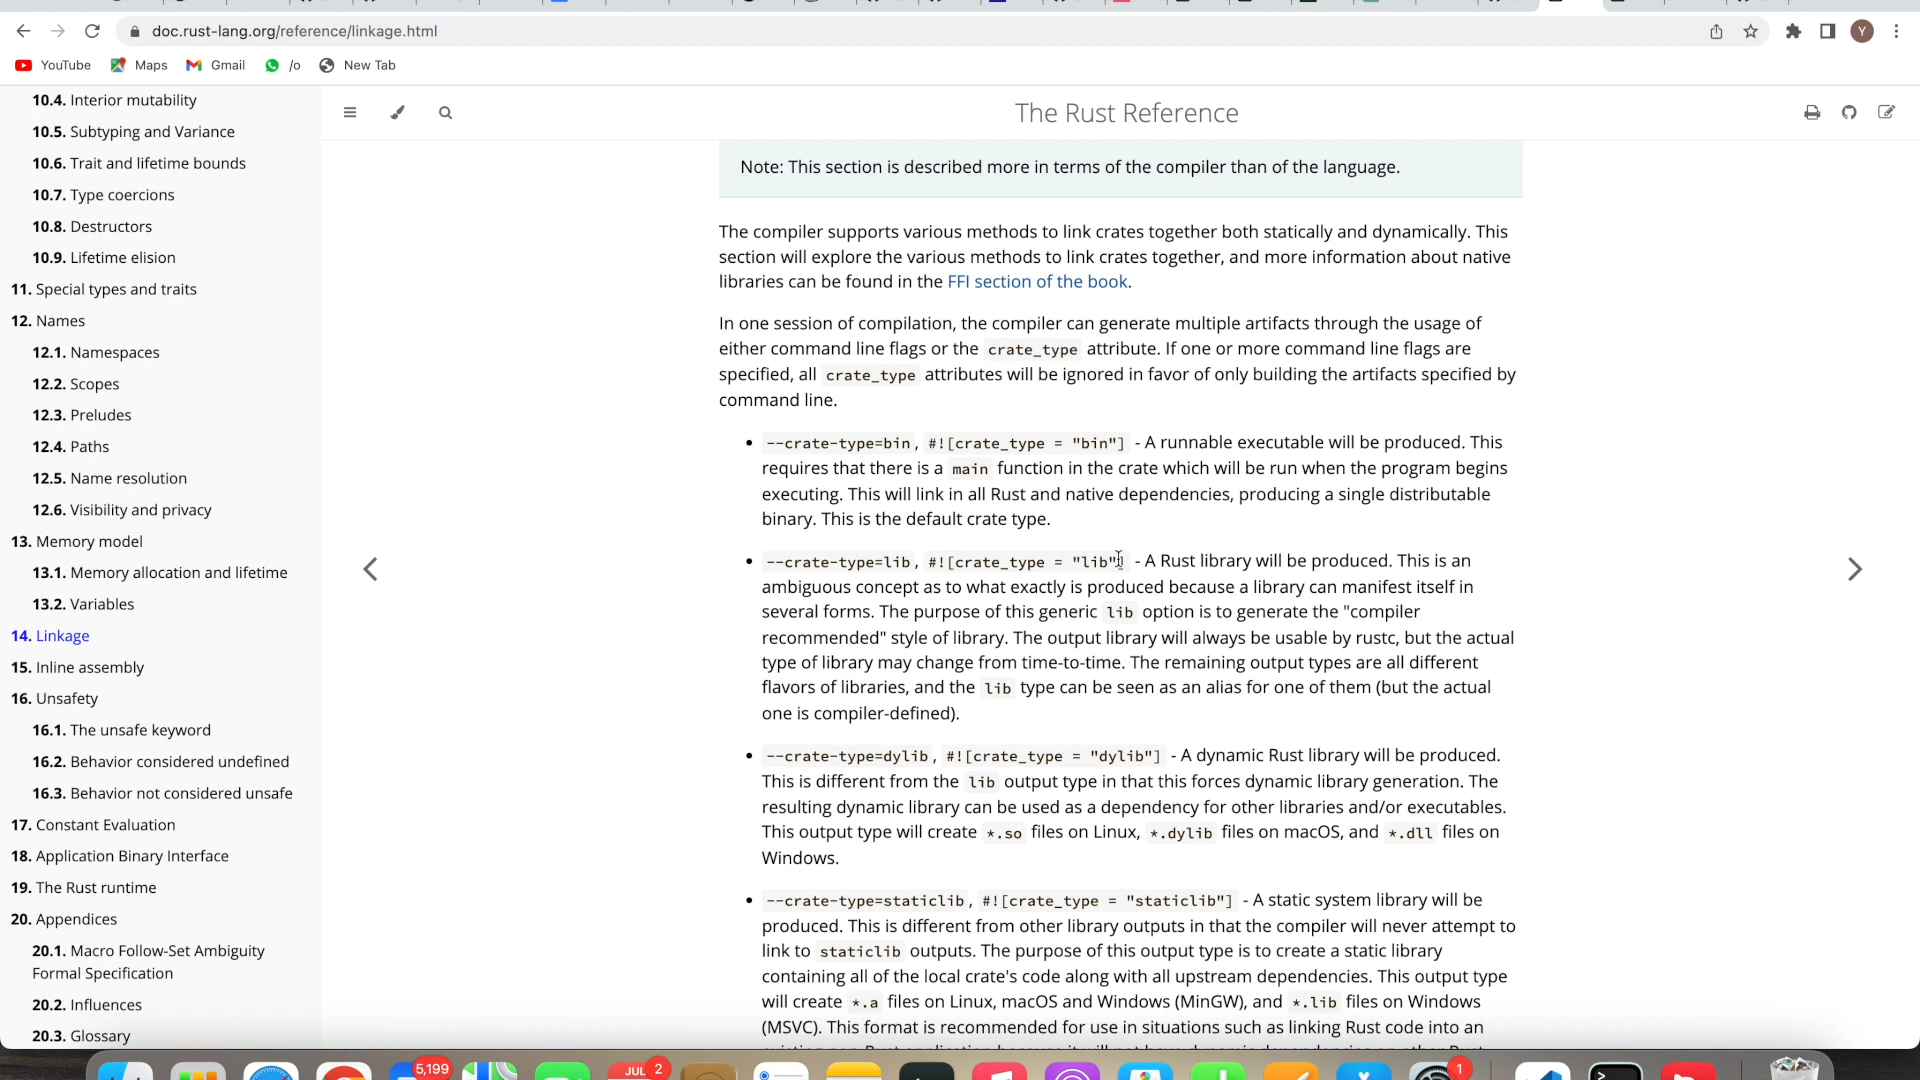 doc.rust-lang.org/reference/linkage.html
Y
YouTube Maps Gmail /o New Tab
10.4. Interior mutability
10.5. Subtyping and Variance
10.6. Trait and lifetime bounds
10.7. Type coercions
10.8. Destructors
10.9. Lifetime elision
11. Special types and traits
12. Names
12.1. Namespaces
12.2. Scopes
12.3. Preludes
12.4. Paths
12.5. Name resolution
12.6. Visibility and privacy
13. Memory model
13.1. Memory allocation and lifetime
13.2. Variables
14. Linkage
15. Inline assembly
16. Unsafety
16.1. The unsafe keyword
16.2. Behavior considered undefined
16.3. Behavior not considered unsafe
17. Constant Evaluation
18. Application Binary Interface
19. The Rust runtime
20. Appendices
20.1. Macro Follow-Set Ambiguity
Formal Specification
20.2. Influences
20.3. Glossary
The Rust Reference
Note: This section is described more in terms of the compiler than of the language.
The compiler supports various methods to link crates together both statically and dynamically. This
section will explore the various methods to link crates together, and more information about native
libraries can be found in the FFI section of the book.
In one session of compilation, the compiler can generate multiple artifacts through the usage of
either command line flags or the crate_type attribute. If one or more command line flags are
specified, all crate_type attributes will be ignored in favor of only building the artifacts specified by
command line.
• --crate-type=bin, #![crate_type = "bin"] - A runnable executable will be produced. This
requires that there is a main function in the crate which will be run when the program begins
executing. This will link in all Rust and native dependencies, producing a single distributable
binary. This is the default crate type.
• --crate-type=lib, #![crate_type = "lib"] - A Rust library will be produced. This is an
ambiguous concept as to what exactly is produced because a library can manifest itself in
several forms. The purpose of this generic lib option is to generate the "compiler
recommended" style of library. The output library will always be usable by rustc, but the actual
type of library may change from time-to-time. The remaining output types are all different
flavors of libraries, and the lib type can be seen as an alias for one of them (but the actual
one is compiler-defined).
• --crate-type=dylib, #![crate_type = "dylib"] - A dynamic Rust library will be produced.
This is different from the lib output type in that this forces dynamic library generation. The
resulting dynamic library can be used as a dependency for other libraries and/or executables.
This output type will create *.so files on Linux, *.dylib files on macOS, and *.dll files on
Windows.
• --crate-type=staticlib, #![crate_type = "staticlib"] - A static system library will be
produced. This is different from other library outputs in that the compiler will never attempt to
link to staticlib outputs. The purpose of this output type is to create a static library
containing all of the local crate's code along with all upstream dependencies. This output type
will create *.a files on Linux, macOS and Windows (MinGW), and *.lib files on Windows
(MSVC). This format is recommended for use in situations such as linking Rust code into an
5,199 JUL 2 1